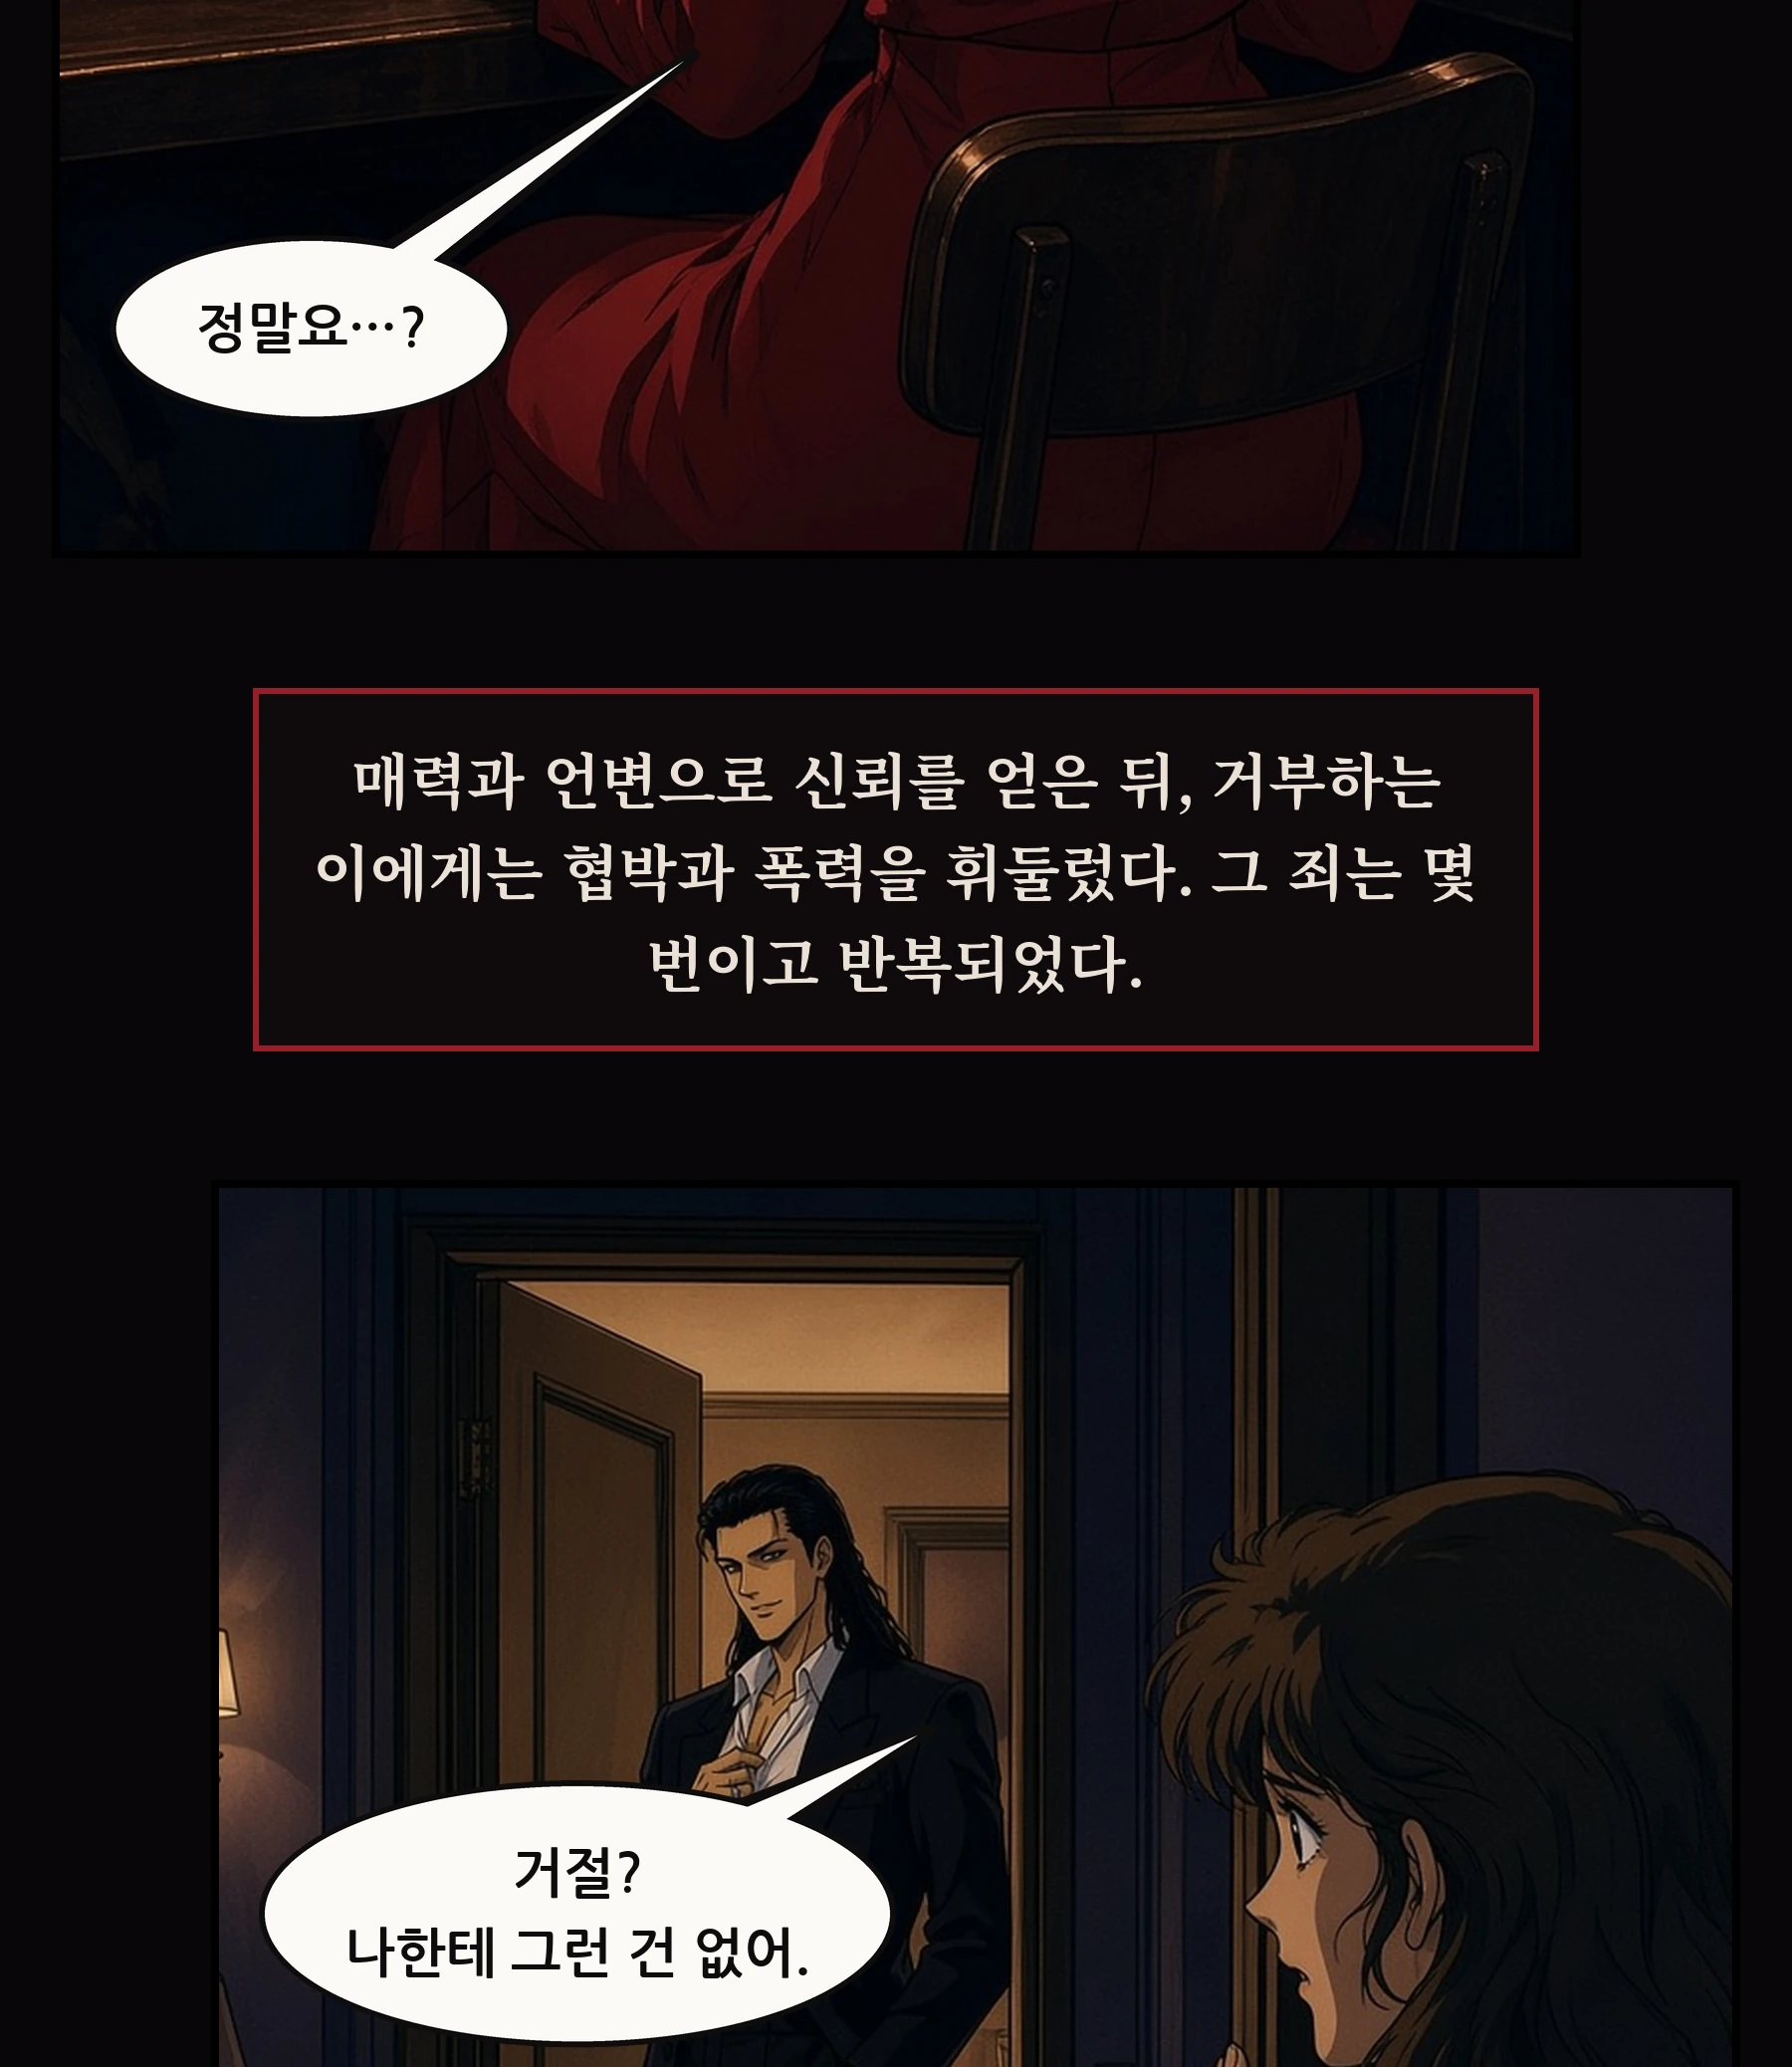 정말요…?
매력과 언변으로 신뢰를 얻은 뒤, 거부하는
이에게는 협박과 폭력을 휘둘렀다. 그 죄는 몇
번이고 반복되었다.
거절?
나한테 그런 건 없어.